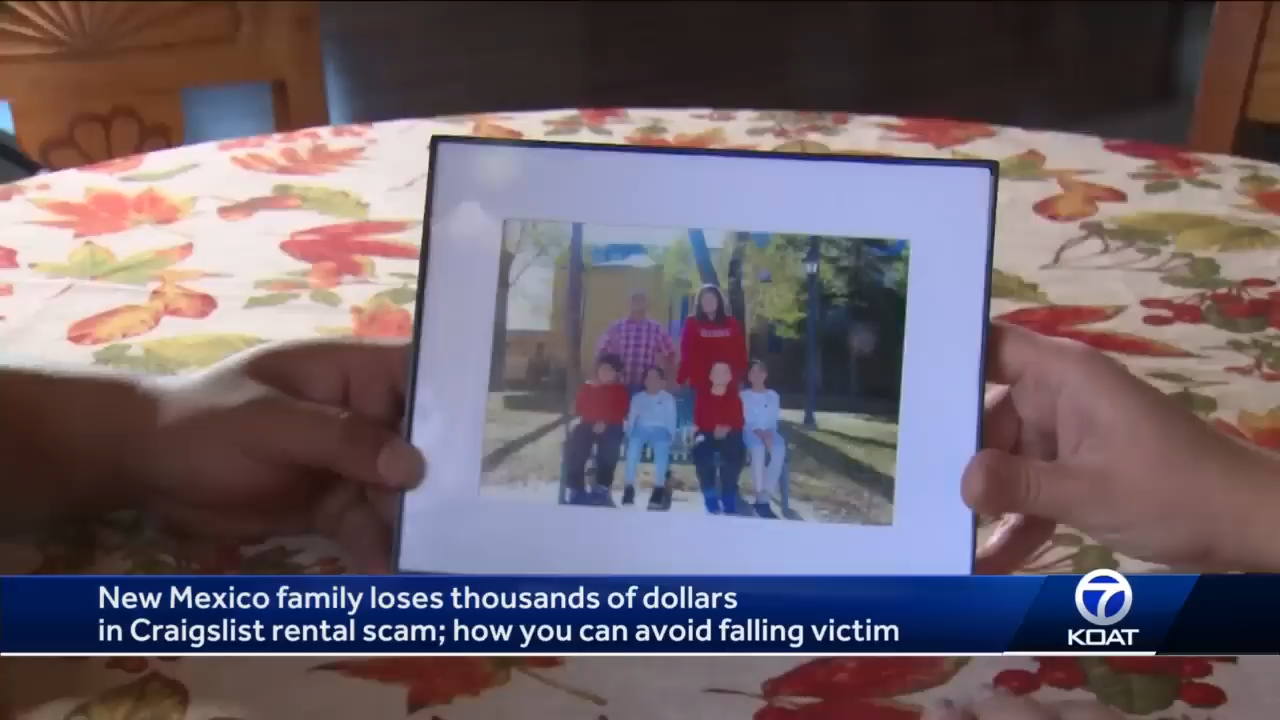 New Mexico family loses thousands of dollars
in Craigslist rental scam; how you can avoid falling victim
7
KOAT